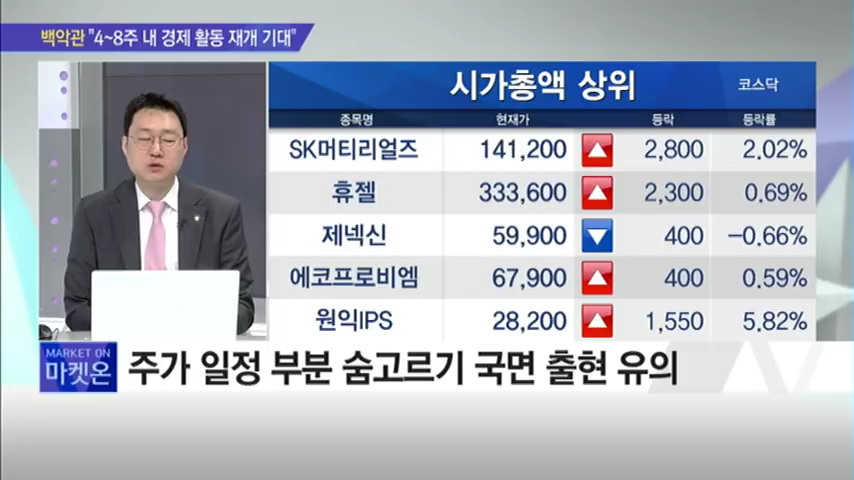 백악관 "4~8주 내 경제 활동 재개 기대"
시가총액 상위 코스닥
종목명 현재가 등락 등락률
SK머티리얼즈 141,200 2,800 2.02%
휴젤 333,600 2,300 0.69%
제넥신 59,900 400 -0.66%
에코프로비엠 67,900 400 0.59%
원익IPS 28,200 1,550 5.82%
MARKET ON
마켓온
주가 일정 부분 숨고르기 국면 출현 유의